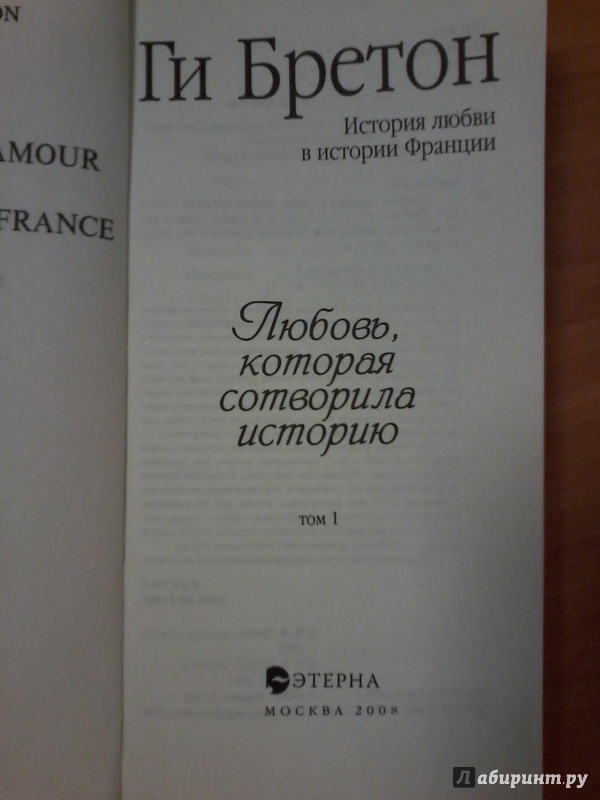 ON
AMOUR
FRANCE
Ги Бретон
История любви
в истории Франции
Любовь,
которая
сотворила
историю
том 1
ЭТЕРНА
МОСКВА 2008
Лабиринт.ру